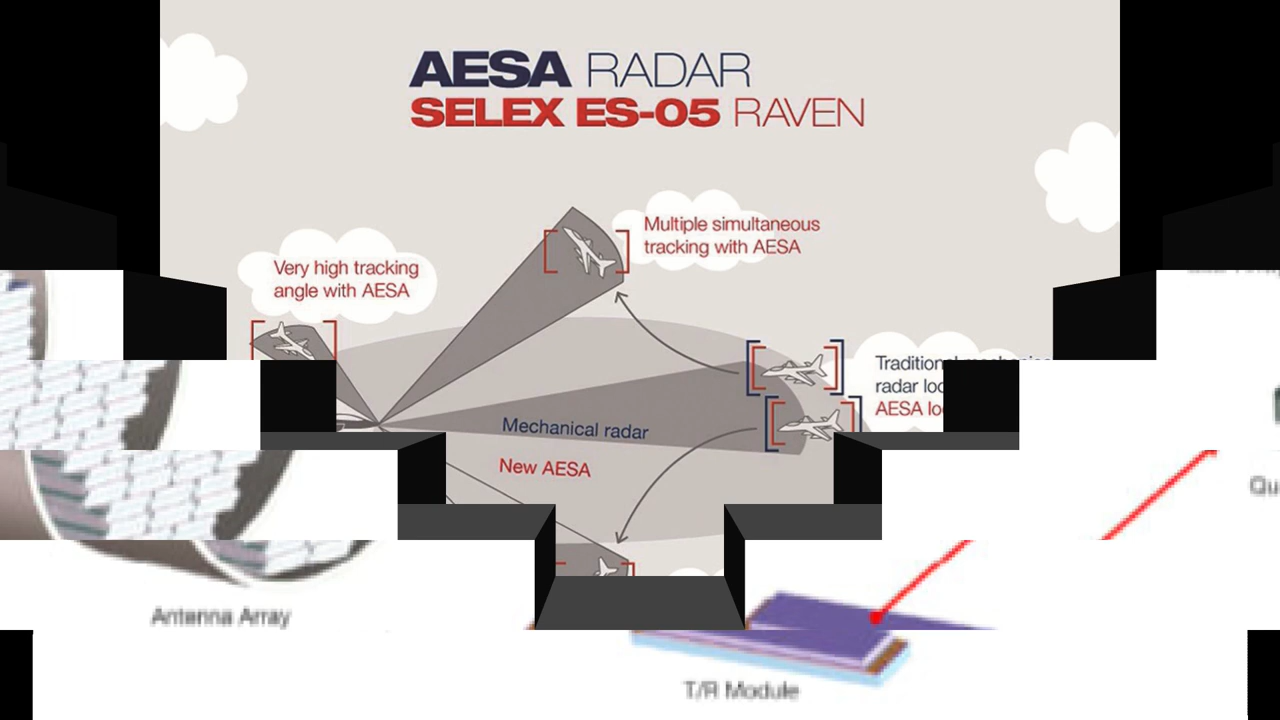 AESA RADAR
SELEX ES-05 RAVEN
Multiple simultaneous
tracking with AESA
Very high tracking
angle with AESA
radar
AESA
Mechanical radar
New AESA
Antenna Array
T/R Module